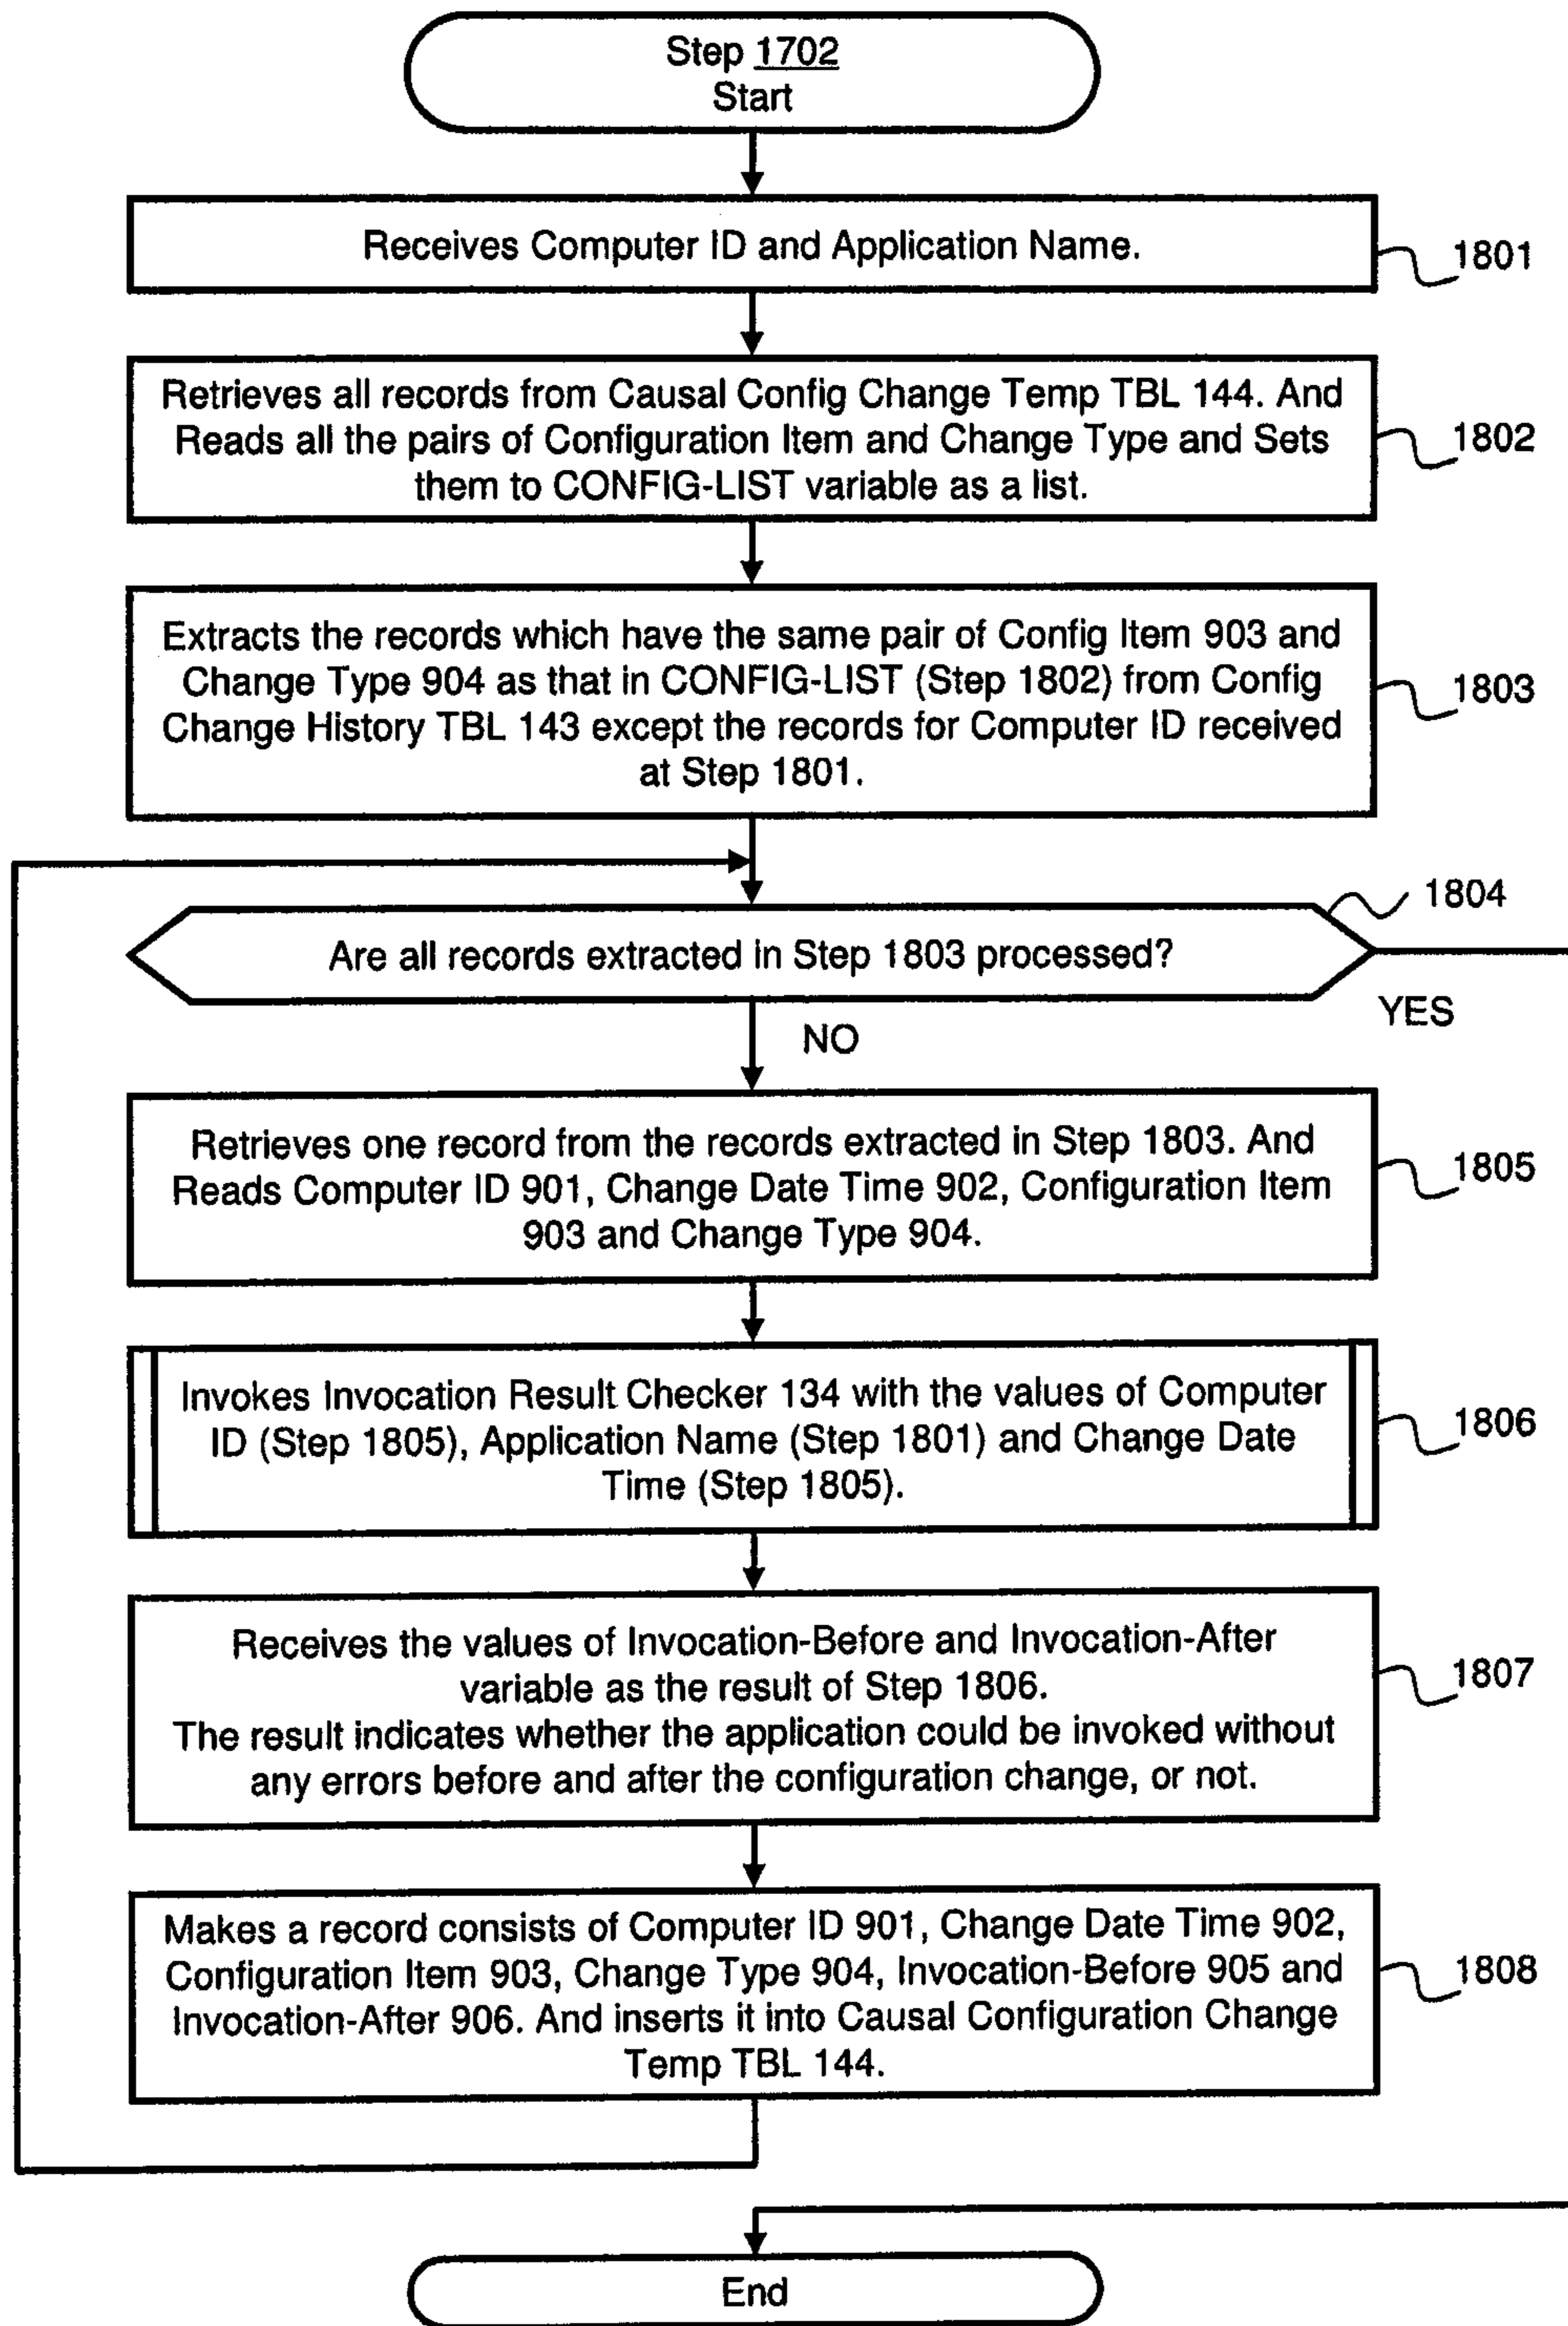 Step 1702
Start
Receives Computer ID and Application Name.
1801
Retrieves all records from Causal Config Change Temp TBL 144. And
Reads all the pairs of Configuration Item and Change Type and Sets
them to CONFIG-LIST variable as a list.
1802
Extracts the records which have the same pair of Config Item 903 and
Change Type 904 as that in CONFIG-LIST (Step 1802) from Config
Change History TBL 143 except the records for Computer ID received
at Step 1801.
1803
1804
Are all records extracted in Step 1803 processed?
YES
NO
Retrieves one record from the records extracted in Step 1803. And
Reads Computer ID 901, Change Date Time 902, Configuration Item
903 and Change Type 904.
1805
Invokes Invocation Result Checker 134 with the values of Computer
ID (Step 1805), Application Name (Step 1801) and Change Date
Time (Step 1805).
1806
Receives the values of Invocation-Before and Invocation-After
variable as the result of Step 1806.
The result indicates whether the application could be invoked without
any errors before and after the configuration change, or not.
1807
Makes a record consists of Computer ID 901, Change Date Time 902,
Configuration Item 903, Change Type 904, Invocation-Before 905 and
Invocation-After 906. And inserts it into Causal Configuration Change
Temp TBL 144.
1808
End